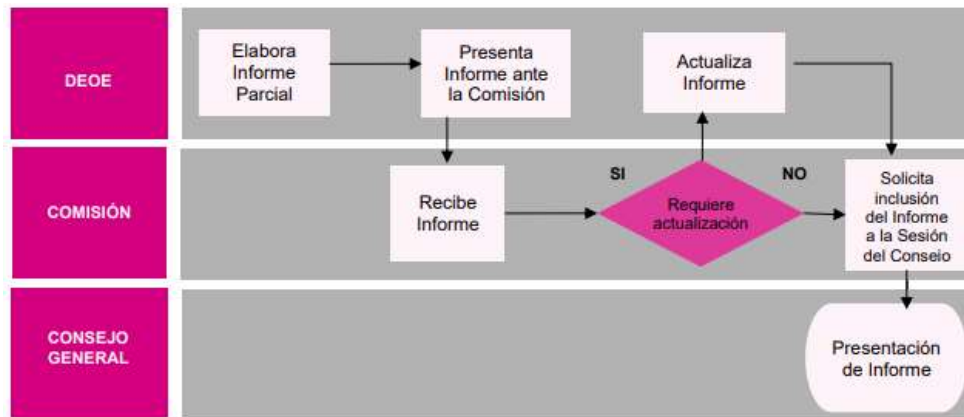 DEOE
Elabora
Informe
Parcial
Presenta
Informe ante
la Comisión
Actualiza
Informe
COMISIÓN
Recibe
Informe
SI
Requiere
actualización
NO
Solicita
inclusión
del Informe
a la Sesión
del Consejo
CONSEJO
GENERAL
Presentación
de Informe